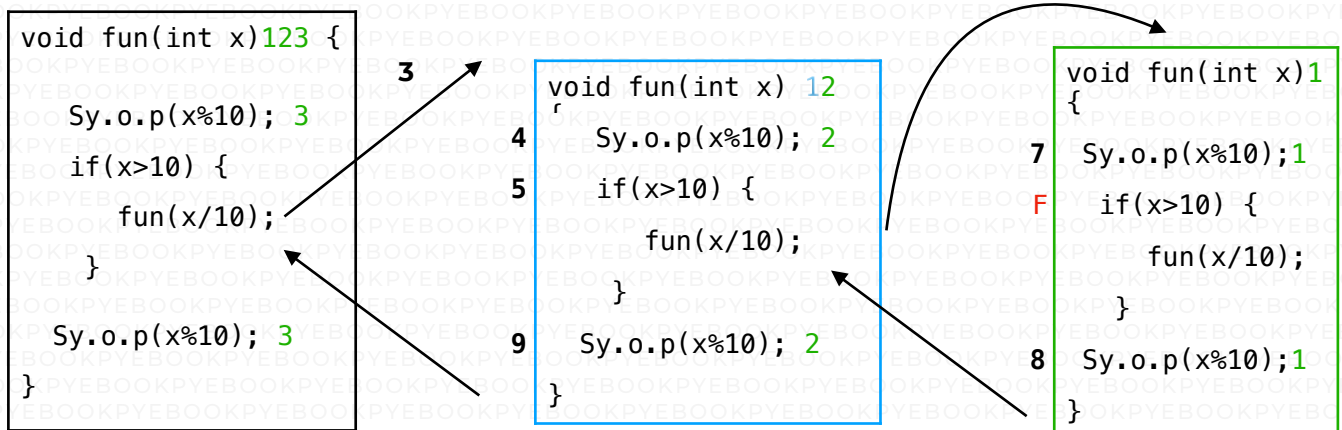 void fun(int x)123 {
Sy.o.p(x%10); 3
if(x>10) {
fun(x/10);
}
Sy.o.p(x%10); 3
}
3
void fun(int x) 12
{
4 Sy.o.p(x%10); 2
5 if(x>10) {
fun(x/10);
}
9 Sy.o.p(x%10); 2
}
void fun(int x)1
{
7 Sy.o.p(x%10);1
F if(x>10) {
fun(x/10);
}
8 Sy.o.p(x%10);1
}